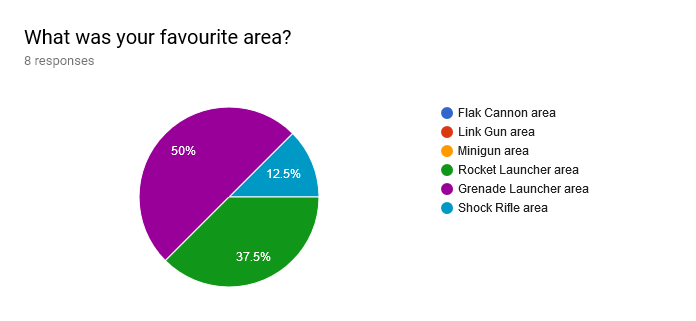 What was your favourite area?
8 responses
50%
12.5%
37.5%
Flak Cannon area
Link Gun area
Minigun area
Rocket Launcher area
Grenade Launcher area
Shock Rifle area